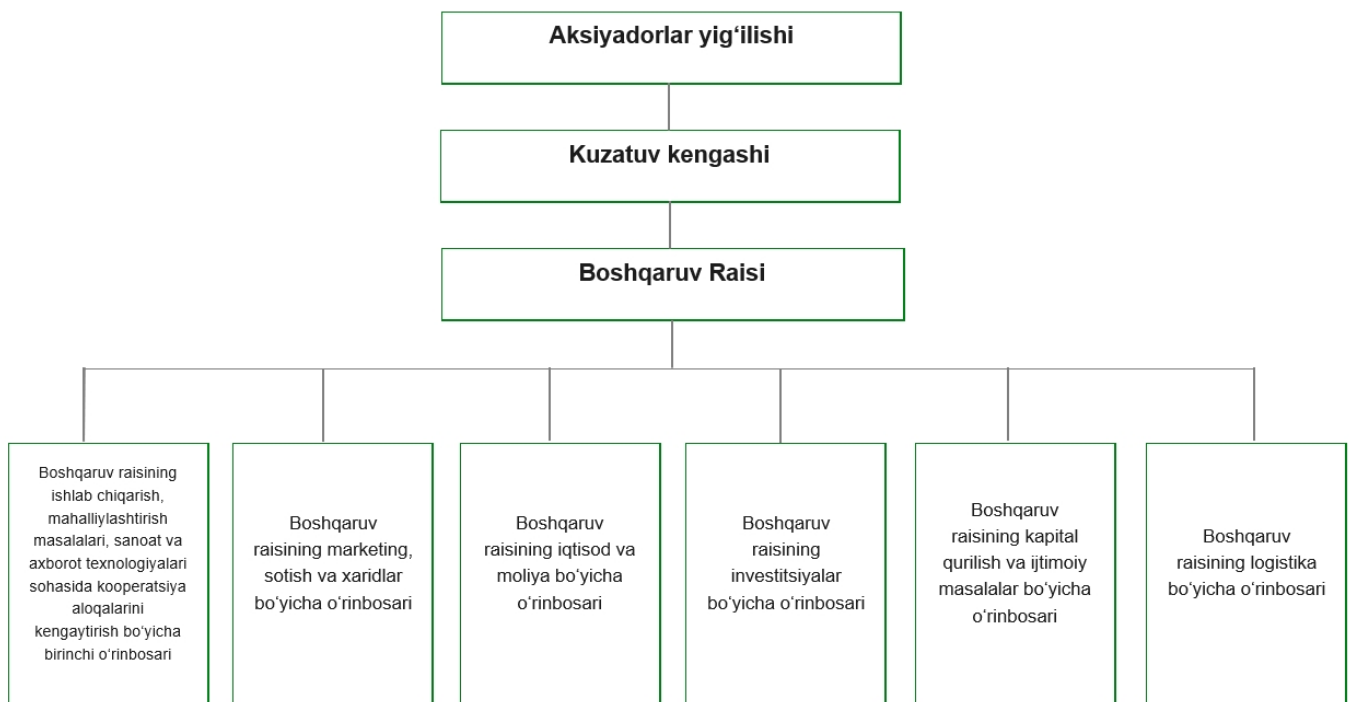 Aksiyadorlar yig‘ilishi
Kuzatuv kengashi
Boshqaruv Raisi
Boshqaruv raisining
ishlab chiqarish,
mahalliylashtirish
masalalari, sanoat va
axborot texnologiyalari
sohasida kooperatsiya
aloqalarini
kengaytirish bo‘yicha
birinchi o‘rinbosari
Boshqaruv
raisining marketing,
sotish va xaridlar
bo‘yicha o‘rinbosari
Boshqaruv
raisining iqtisod va
moliya bo‘yicha
o‘rinbosari
Boshqaruv
raisining
investitsiyalar
bo‘yicha o‘rinbosari
Boshqaruv
raisining kapital
qurilish va ijtimoiy
masalalar bo‘yicha
o‘rinbosari
Boshqaruv
raisining logistika
bo‘yicha o‘rinbosari